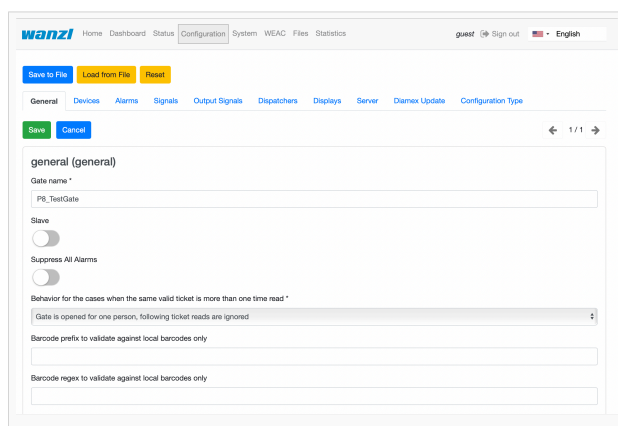 wanzl Home Dashboard Status Configuration System WEAC Files Statistics guest Sign out English
Save to File Load from File Reset
General Devices Alarms Signals Output Signals Dispatchers Displays Server Diamex Update Configuration Type
Save Cancel 1 / 1
general (general)
Gate name *
P8_TestGate
Slave
Suppress All Alarms
Behavior for the cases when the same valid ticket is more than one time read *
Gate is opened for one person, following ticket reads are ignored
Barcode prefix to validate against local barcodes only
Barcode regex to validate against local barcodes only